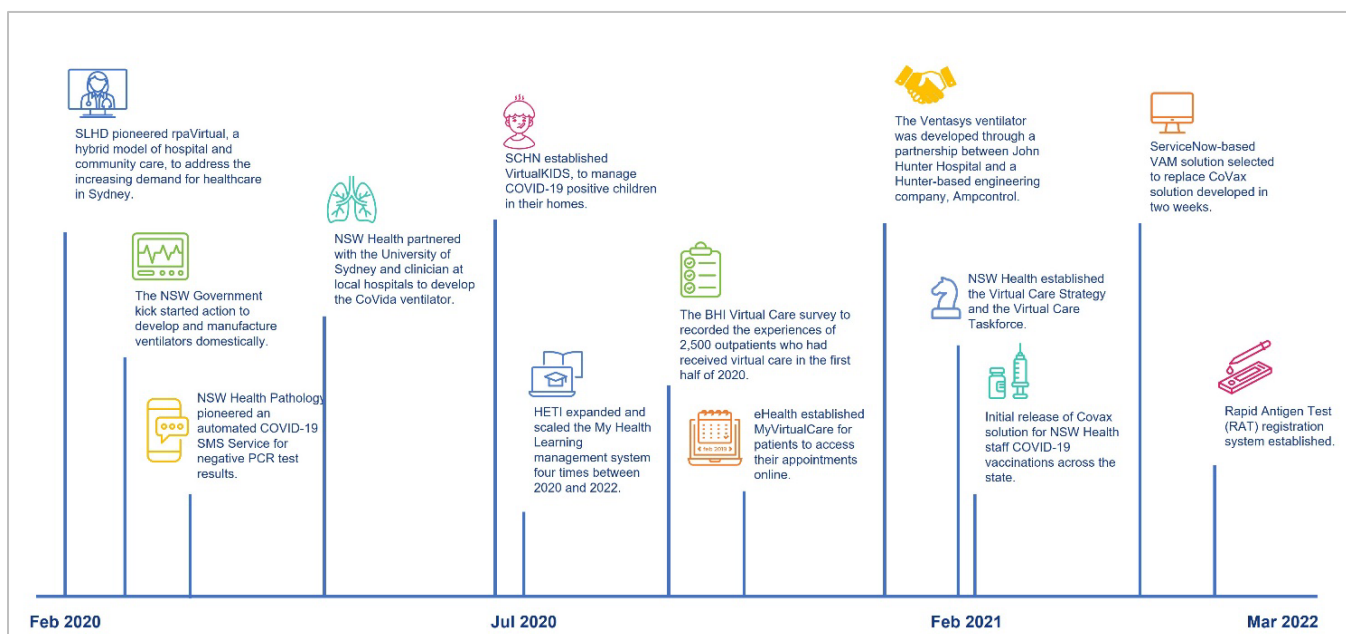 SLHD pioneered rpaVirtual, a
hybrid model of hospital and
community care, to address the
increasing demand for healthcare
in Sydney.
The NSW Government
kick started action to
develop and manufacture
ventilators domestically.
NSW Health Pathology
pioneered an
automated COVID-19
SMS Service for
negative PCR test
results.
NSW Health partnered
with the University of
Sydney and clinician at
local hospitals to develop
the CoVida ventilator.
SCHN established
VirtualKIDS, to manage
COVID-19 positive children
in their homes.
HETI expanded and
scaled the My Health
Learning
management system
four times between
2020 and 2022.
The BHI Virtual Care survey to
recorded the experiences of
2,500 outpatients who had
received virtual care in the first
half of 2020.
feb 2019
eHealth established
MyVirtualCare for
patients to access
their appointments
online.
The Ventasys ventilator
was developed through a
partnership between John
Hunter Hospital and a
Hunter-based engineering
company, Ampcontrol.
NSW Health established
the Virtual Care Strategy
and the Virtual Care
Taskforce.
Initial release of Covax
solution for NSW Health
staff COVID-19
vaccinations across the
state.
ServiceNow-based
VAM solution selected
to replace CoVax
solution developed in
two weeks.
Rapid Antigen Test
(RAT) registration
system established.
Feb 2020
Jul 2020
Feb 2021
Mar 2022